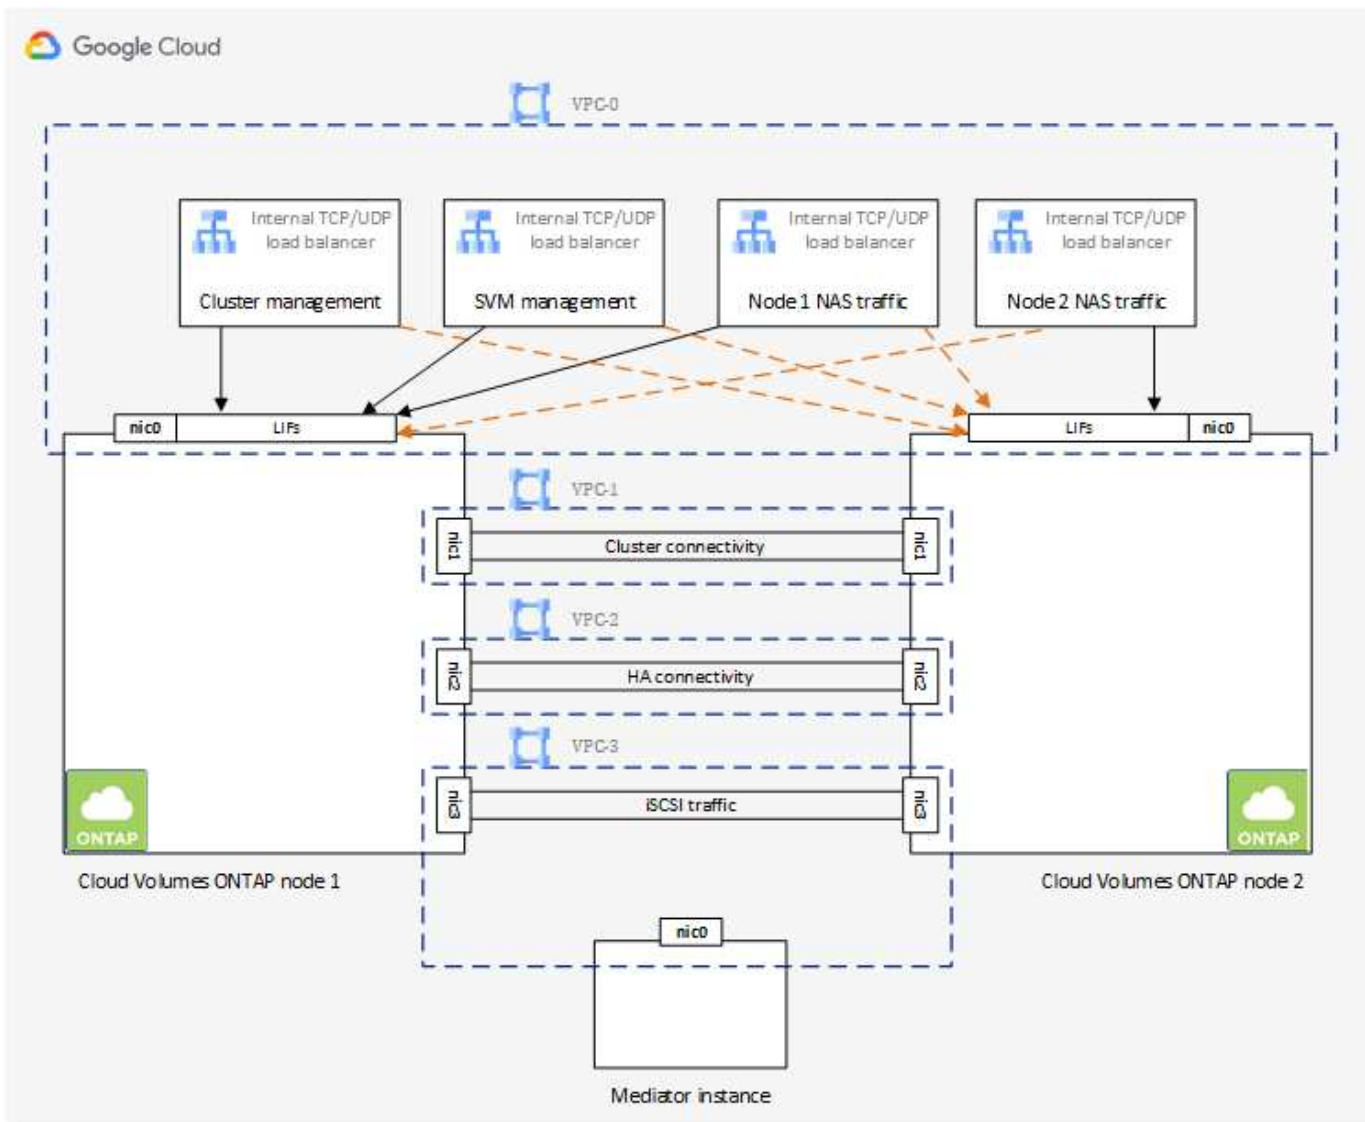 Google Cloud
VPC-0
Internal TCP/UDP
load balancer
Cluster management
Internal TCP/UDP
load balancer
SVM management
Internal TCP/UDP
load balancer
Node 1 NAS traffic
Internal TCP/UDP
load balancer
Node 2 NAS traffic
nic0
LIFs
LIFs
nic0
VPC-1
nic1
Cluster connectivity
nic1
VPC-2
nic2
HA connectivity
nic2
VPC-3
nic3
iSCSI traffic
nic3
ONTAP
ONTAP
Cloud Volumes ONTAP node 1
Cloud Volumes ONTAP node 2
nic0
Mediator instance